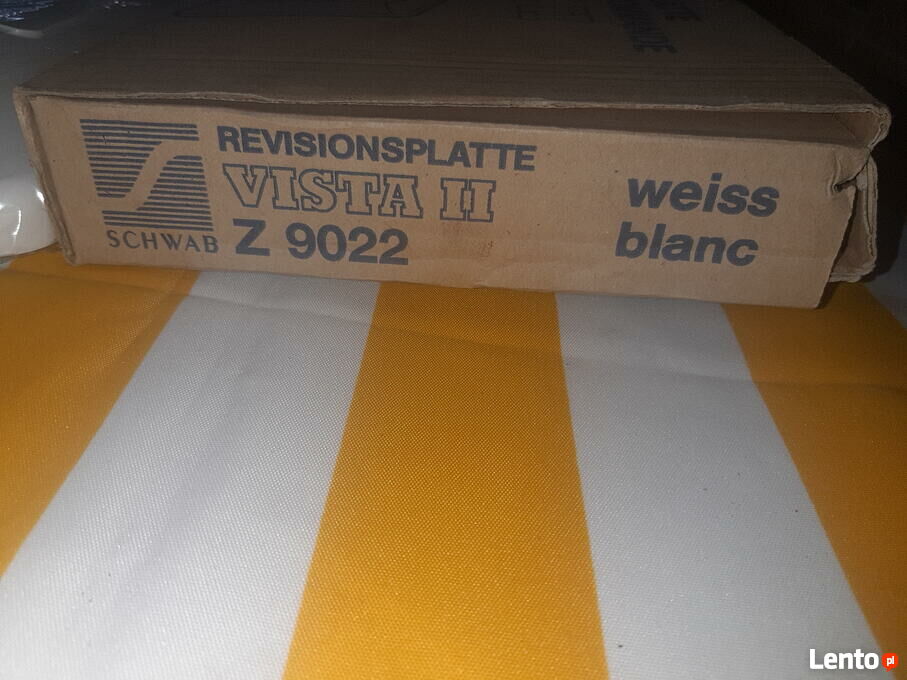 REVISIONSPLATTE
VISTA II
Z 9022
SCHWAB
weiss
blanc
Lento pl